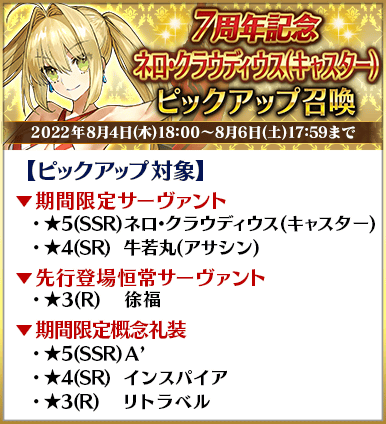 7周年記念
ネロ・クラウディウス(キャスター)
ピックアップ召喚
2022年8月4日(木)18:00～8月6日(土)17:59まで
【ピックアップ対象】
▼期間限定サーヴァント
・★5(SSR)ネロ・クラウディウス(キャスター)
・★4(SR) 牛若丸(アサシン)
▼先行登場恒常サーヴァント
・★3(R) 徐福
▼期間限定概念礼装
・★5(SSR)A’
・★4(SR) インスパイア
・★3(R) リトラベル